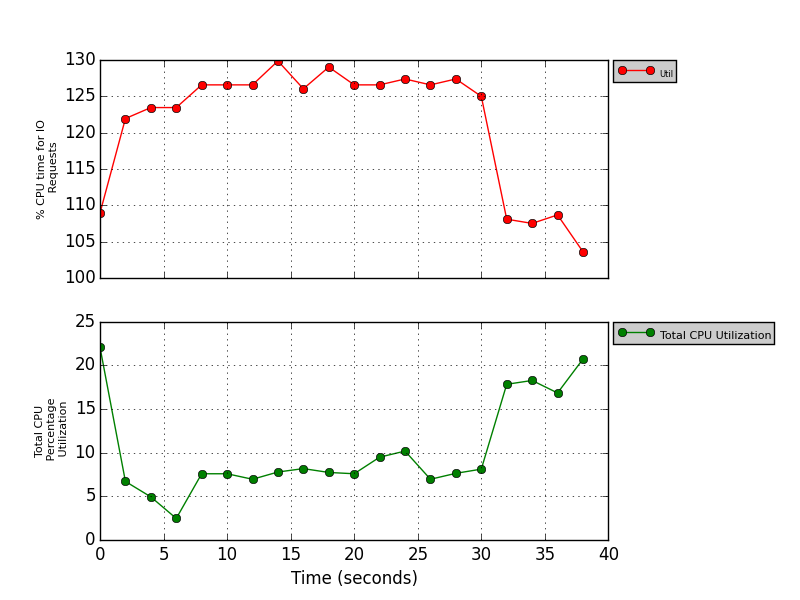 130
125
120
115
110
105
100
% CPU time for IO
Requests
Util
25
20
15
10
5
0
Total CPU
Percentage
Utilization
Total CPU Utilization
0 5 10 15 20 25 30 35 40
Time (seconds)